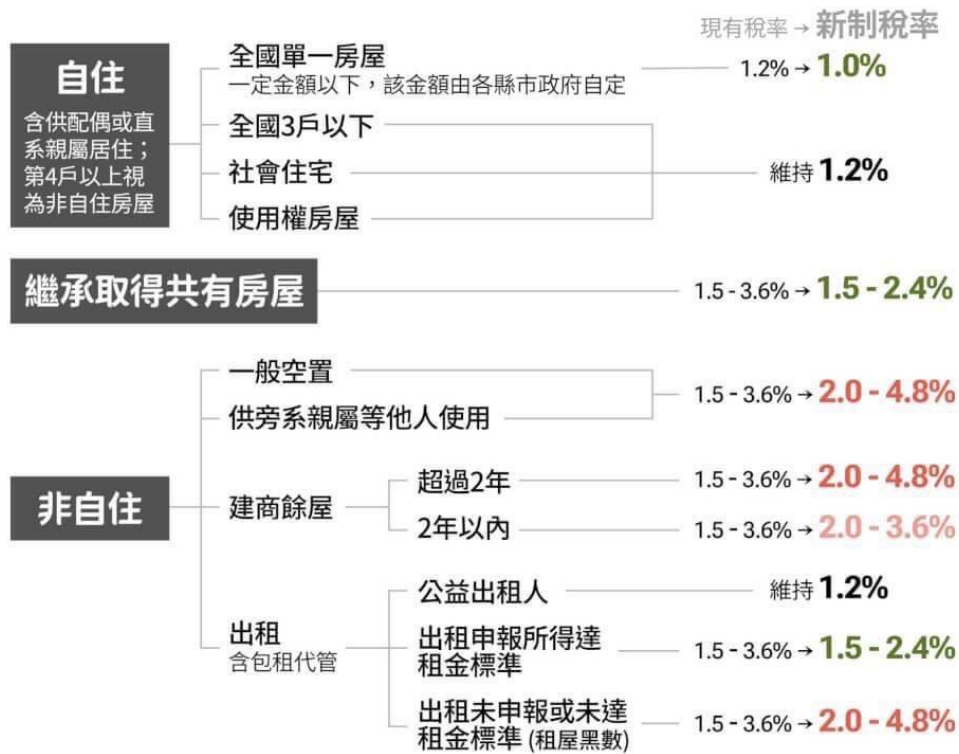 現有稅率→新制稅率
自住
含供配偶或直
系親屬居住；
第4戶以上視
為非自住房屋
全國單一房屋
一定金額以下，該金額由各縣市政府自定
1.2%→1.0%
全國3戶以下
社會住宅
使用權房屋
維持 1.2%
繼承取得共有房屋
1.5 - 3.6%→1.5 - 2.4%
非自住
一般空置
供旁系親屬等他人使用
1.5 - 3.6%→2.0 - 4.8%
建商餘屋
超過2年
1.5 - 3.6%→2.0 - 4.8%
2年以內
1.5 - 3.6%→2.0 - 3.6%
出租
含包租代管
公益出租人
維持 1.2%
出租申報所得達
租金標準
1.5 - 3.6%→1.5 - 2.4%
出租未申報或未達
租金標準 (租屋黑數)
1.5 - 3.6%→2.0 - 4.8%